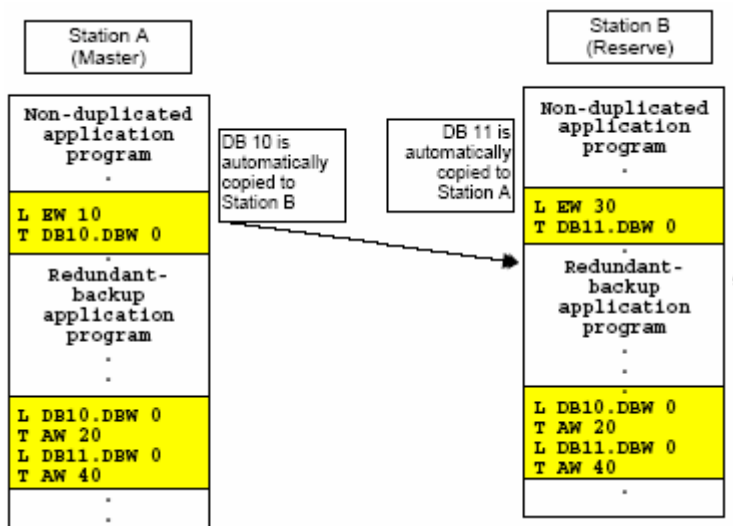 Station A
(Master)
Non-duplicated
application
program
.
L EW 10
T DB10.DBW 0
.
Redundant-
backup
application
program
.
.
L DB10.DBW 0
T AW 20
L DB11.DBW 0
T AW 40
.
.
DB 10 is
automatically
copied to
Station B
DB 11 is
automatically
copied to
Station A
Station B
(Reserve)
Non-duplicated
application
program
.
L EW 30
T DB11.DBW 0
.
Redundant-
backup
application
program
.
.
.
L DB10.DBW 0
T AW 20
L DB11.DBW 0
T AW 40
.